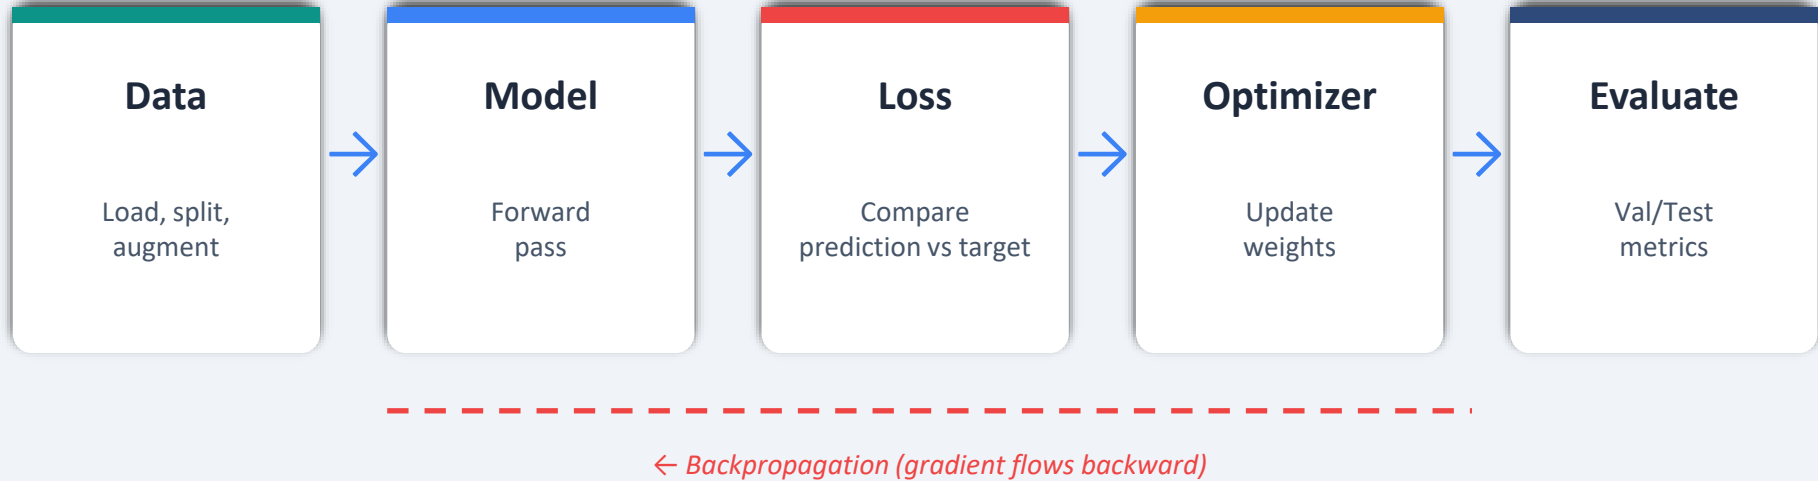 Data
Load, split,
augment
Model
Forward
pass
Loss
Compare
prediction vs target
Optimizer
Update
weights
Evaluate
Val/Test
metrics
← Backpropagation (gradient flows backward)